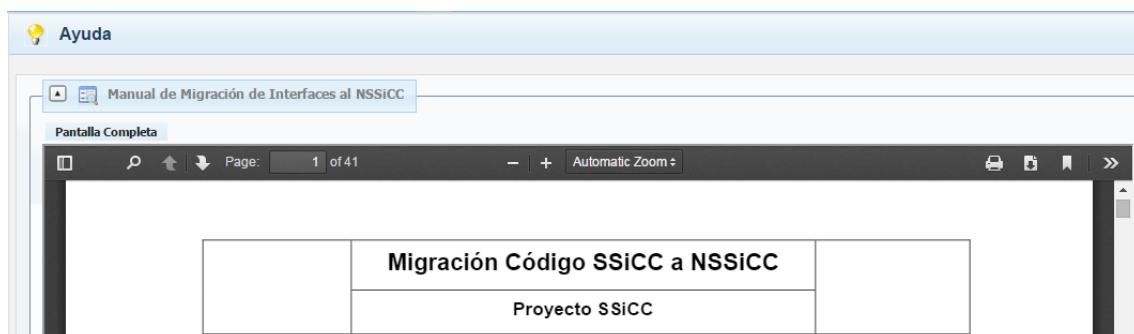 Ayuda
Manual de Migración de Interfaces al NSSiCC
Pantalla Completa
Page: 1 of 41 Automatic Zoom
Migración Código SSiCC a NSSiCC
Proyecto SSiCC